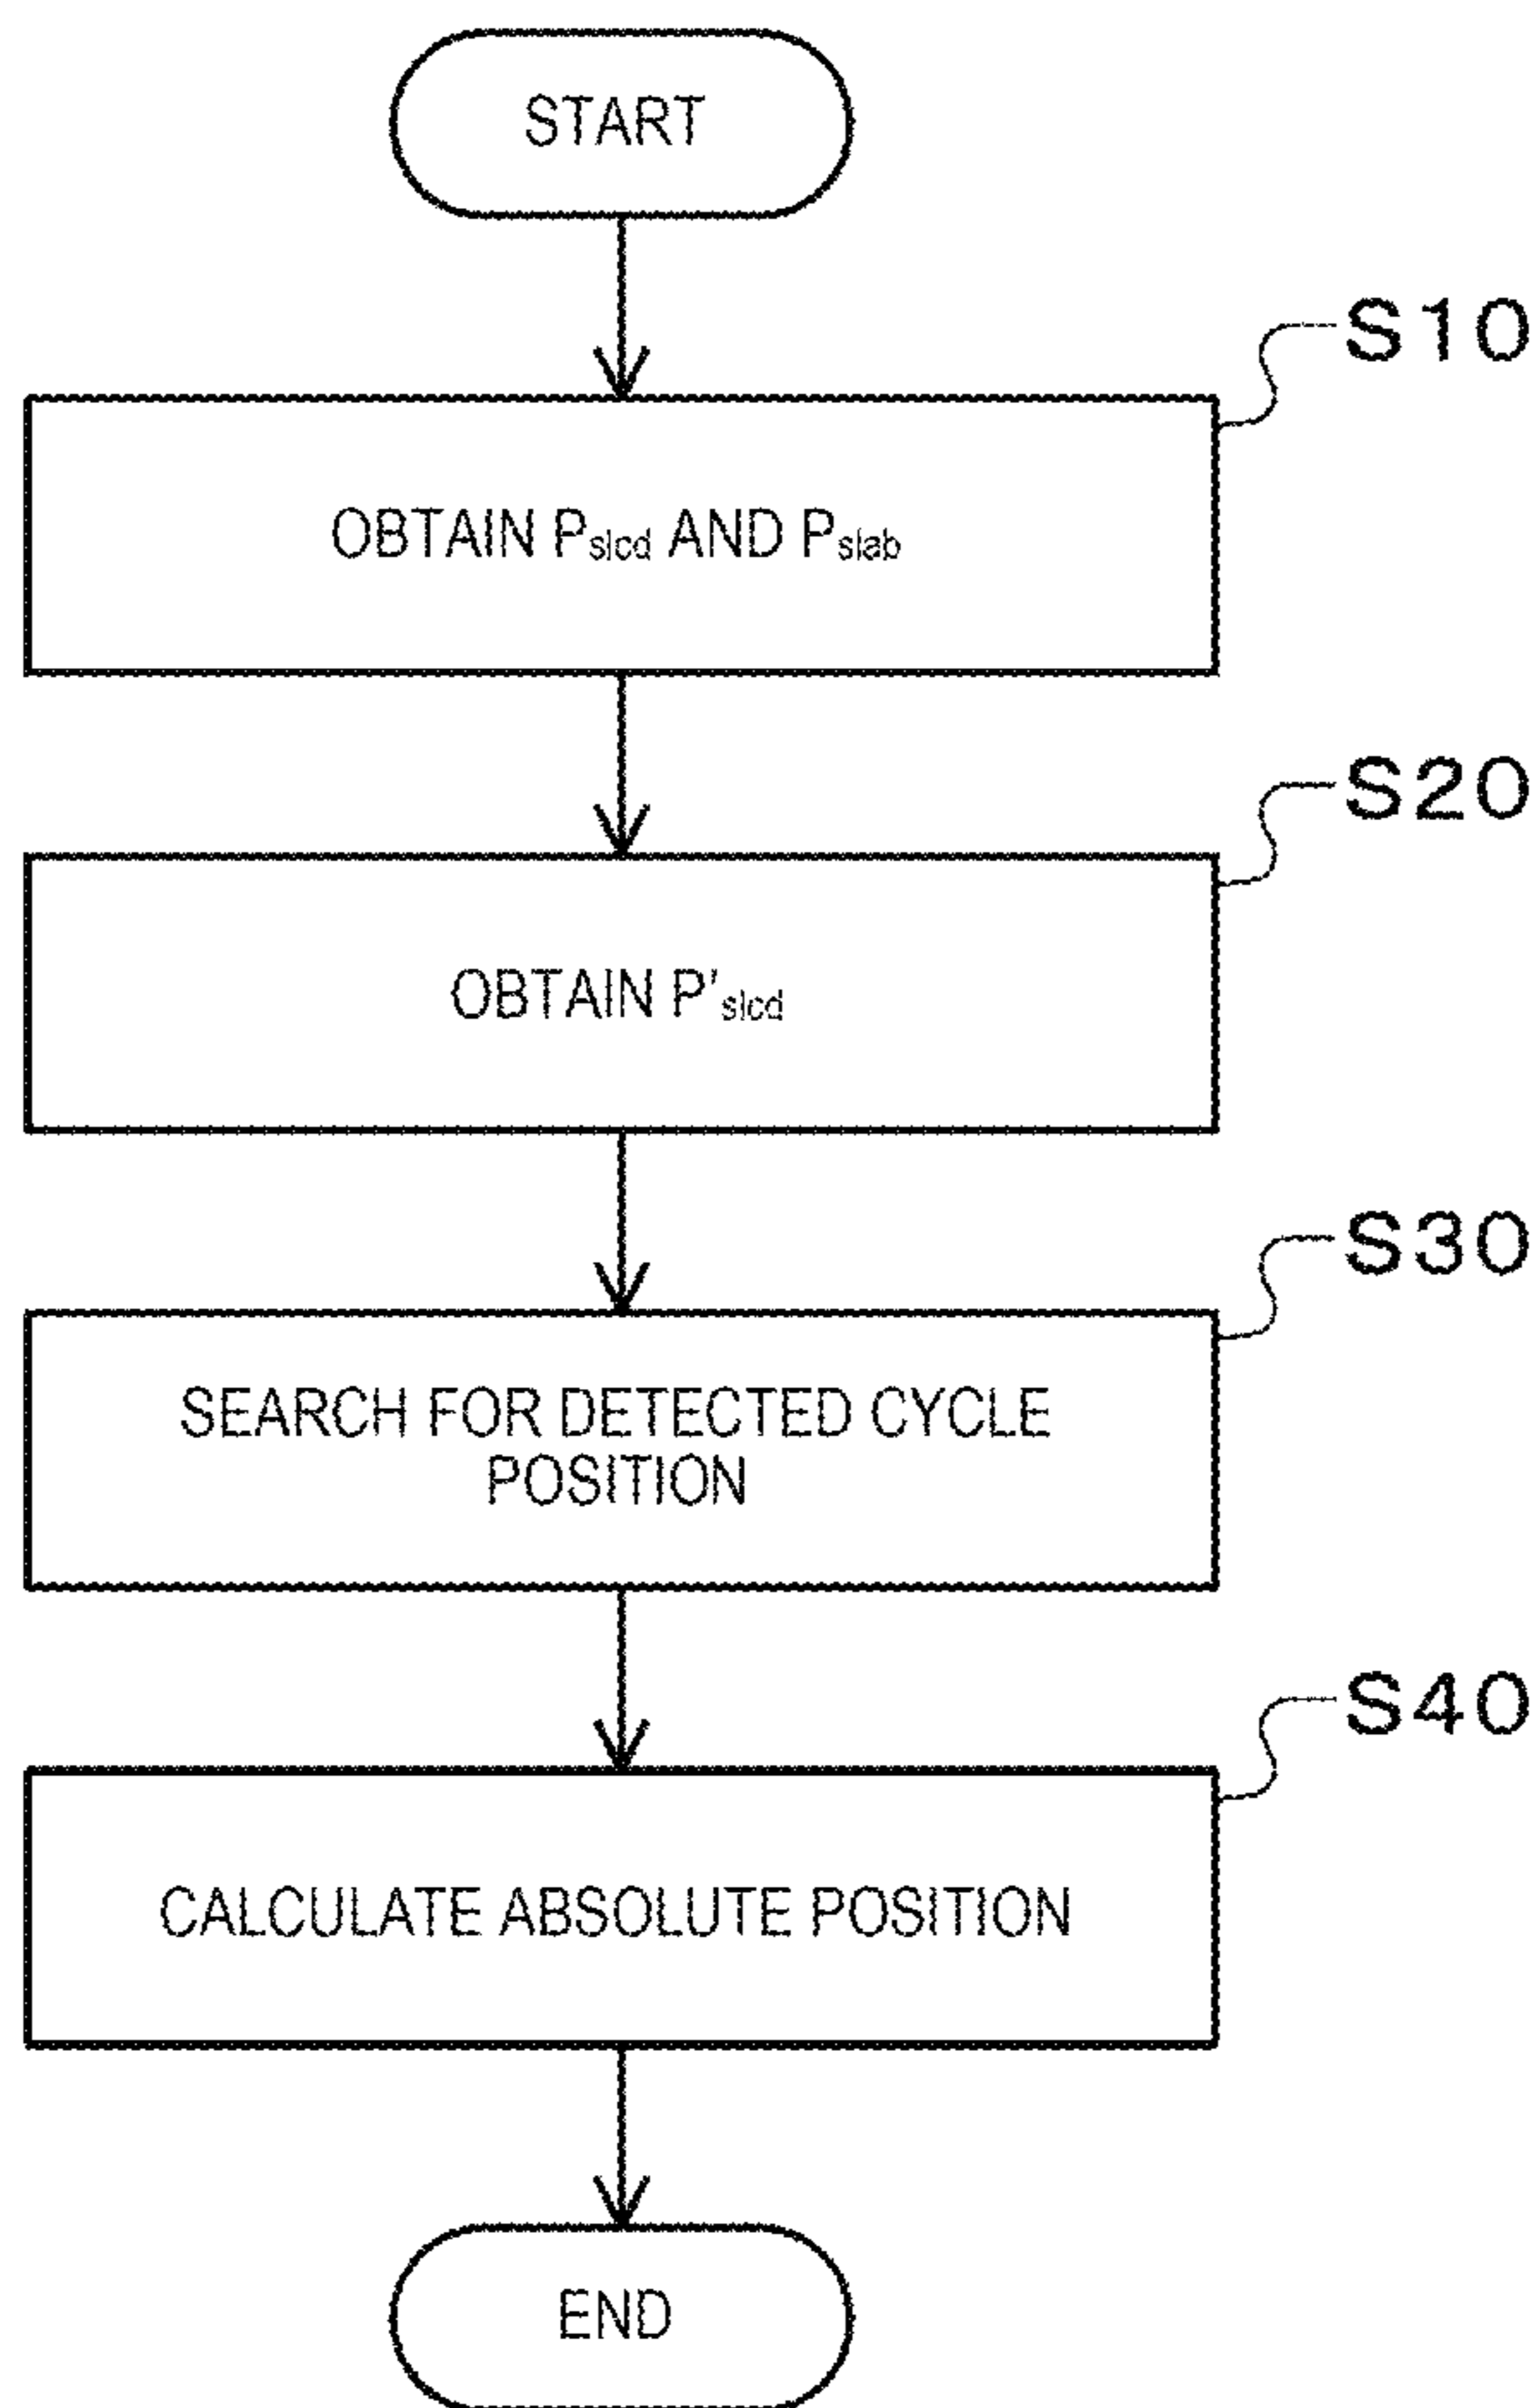 START
S10
OBTAIN Pslcd AND Pslab
S20
OBTAIN P'slcd
S30
SEARCH FOR DETECTED CYCLE
POSITION
S40
CALCULATE ABSOLUTE POSITION
END